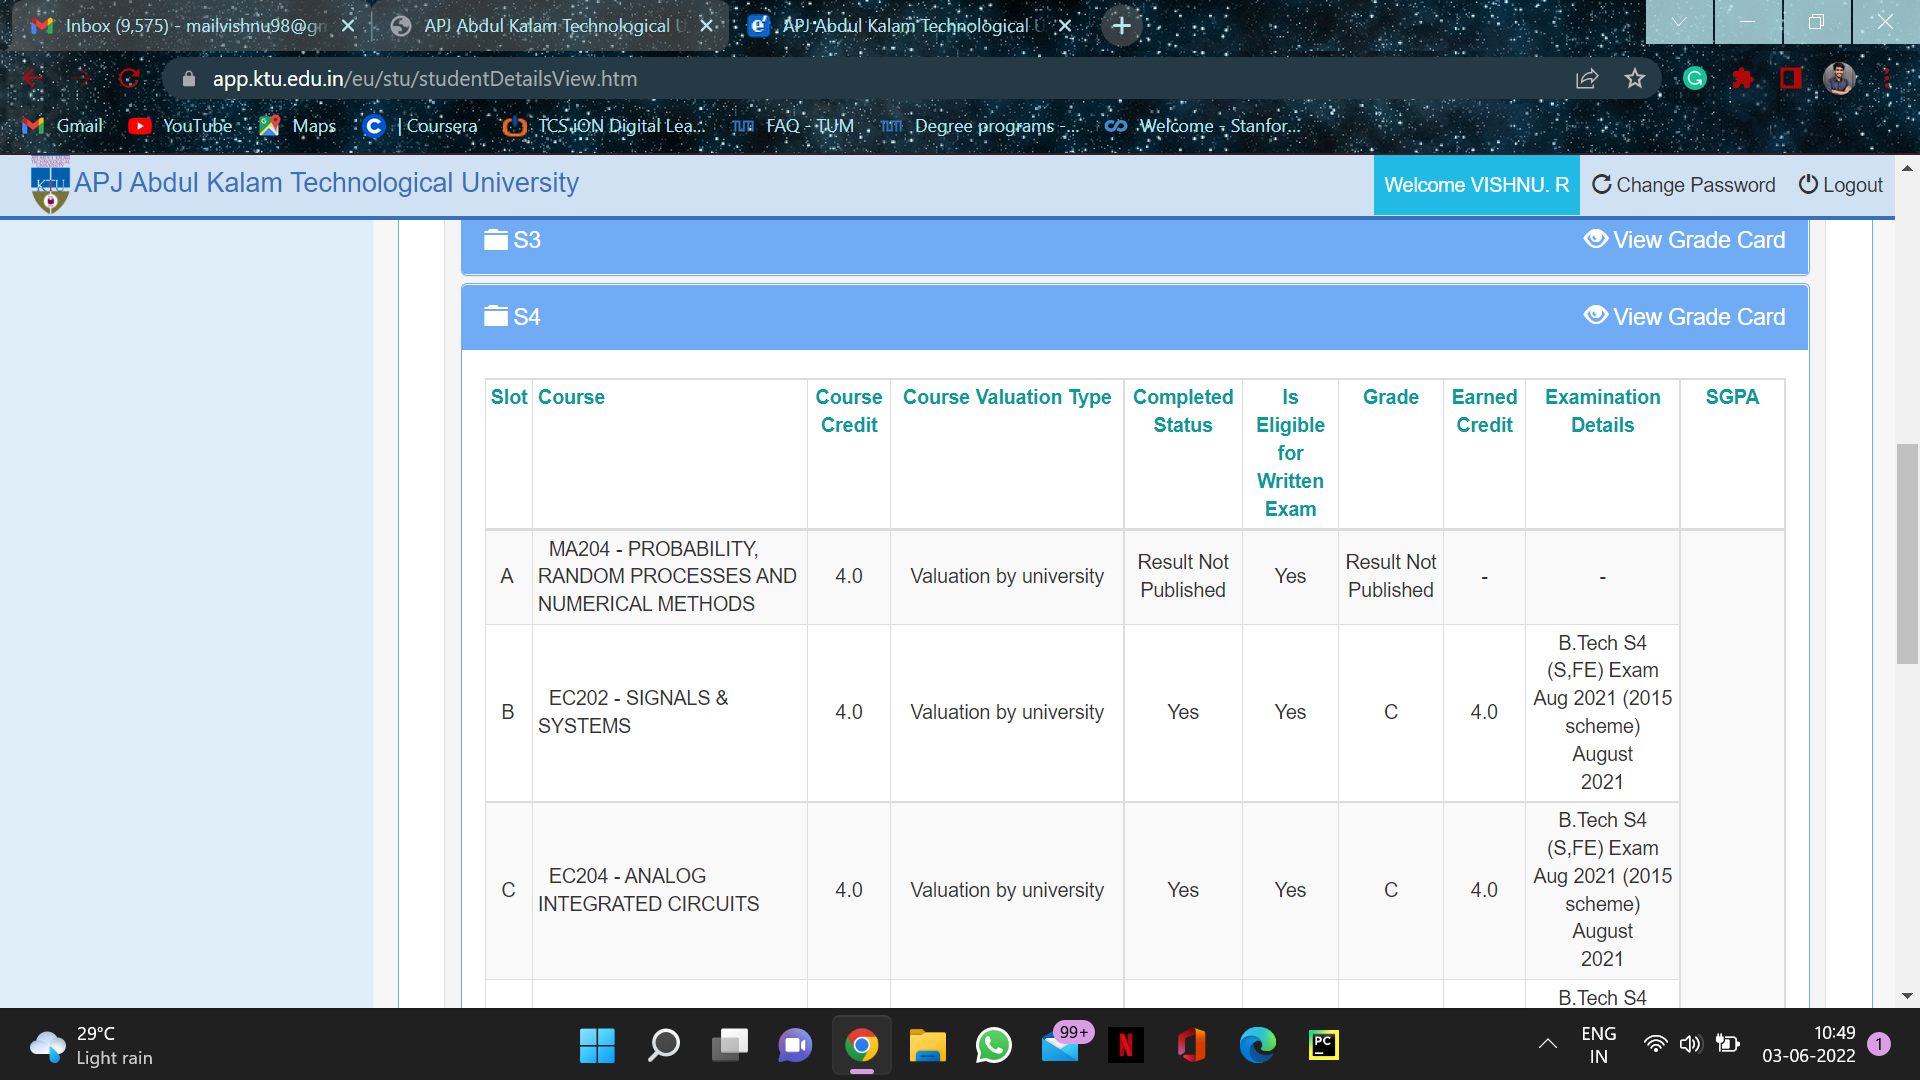 Inbox (9,575) - mailvishnu98@gm
APJ Abdul Kalam Technological U
APJ Abdul Kalam Technological U
app.ktu.edu.in/eu/stu/studentDetailsView.htm
Gmail
YouTube
Maps
| Coursera
TCS iON Digital Lea...
FAQ - TUM
Degree programs -...
Welcome - Stanfor...
KTU
APJ Abdul Kalam Technological University
Welcome VISHNU. R
Change Password
Logout
S3
View Grade Card
S4
View Grade Card
Slot Course Course Course Valuation Type Completed Is Grade Earned Examination SGPA
Credit Status Eligible Credit Details
for
Written
Exam
MA204 - PROBABILITY,
Result Not Result Not
A RANDOM PROCESSES AND 4.0 Valuation by university Yes - -
Published Published
NUMERICAL METHODS
B.Tech S4
(S,FE) Exam
EC202 - SIGNALS & Aug 2021 (2015
B 4.0 Valuation by university Yes Yes C 4.0
SYSTEMS scheme)
August
2021
B.Tech S4
(S,FE) Exam
EC204 - ANALOG Aug 2021 (2015
C 4.0 Valuation by university Yes Yes C 4.0
INTEGRATED CIRCUITS scheme)
August
2021
B.Tech S4
29°C
Light rain
99+
N
PC
ENG
IN
10:49
03-06-2022
1